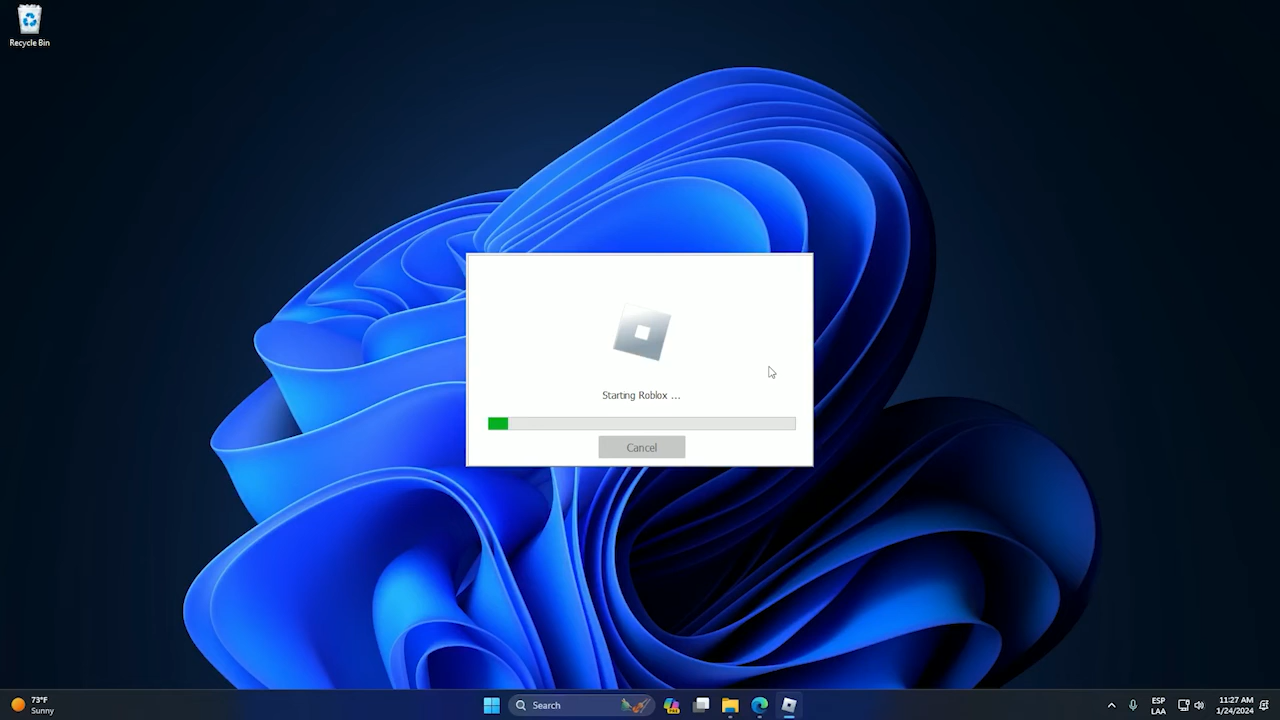 Recycle Bin
Starting Roblox ...
Cancel
73°F
Sunny
Search
ESP
LAA
11:27 AM
1/24/2024